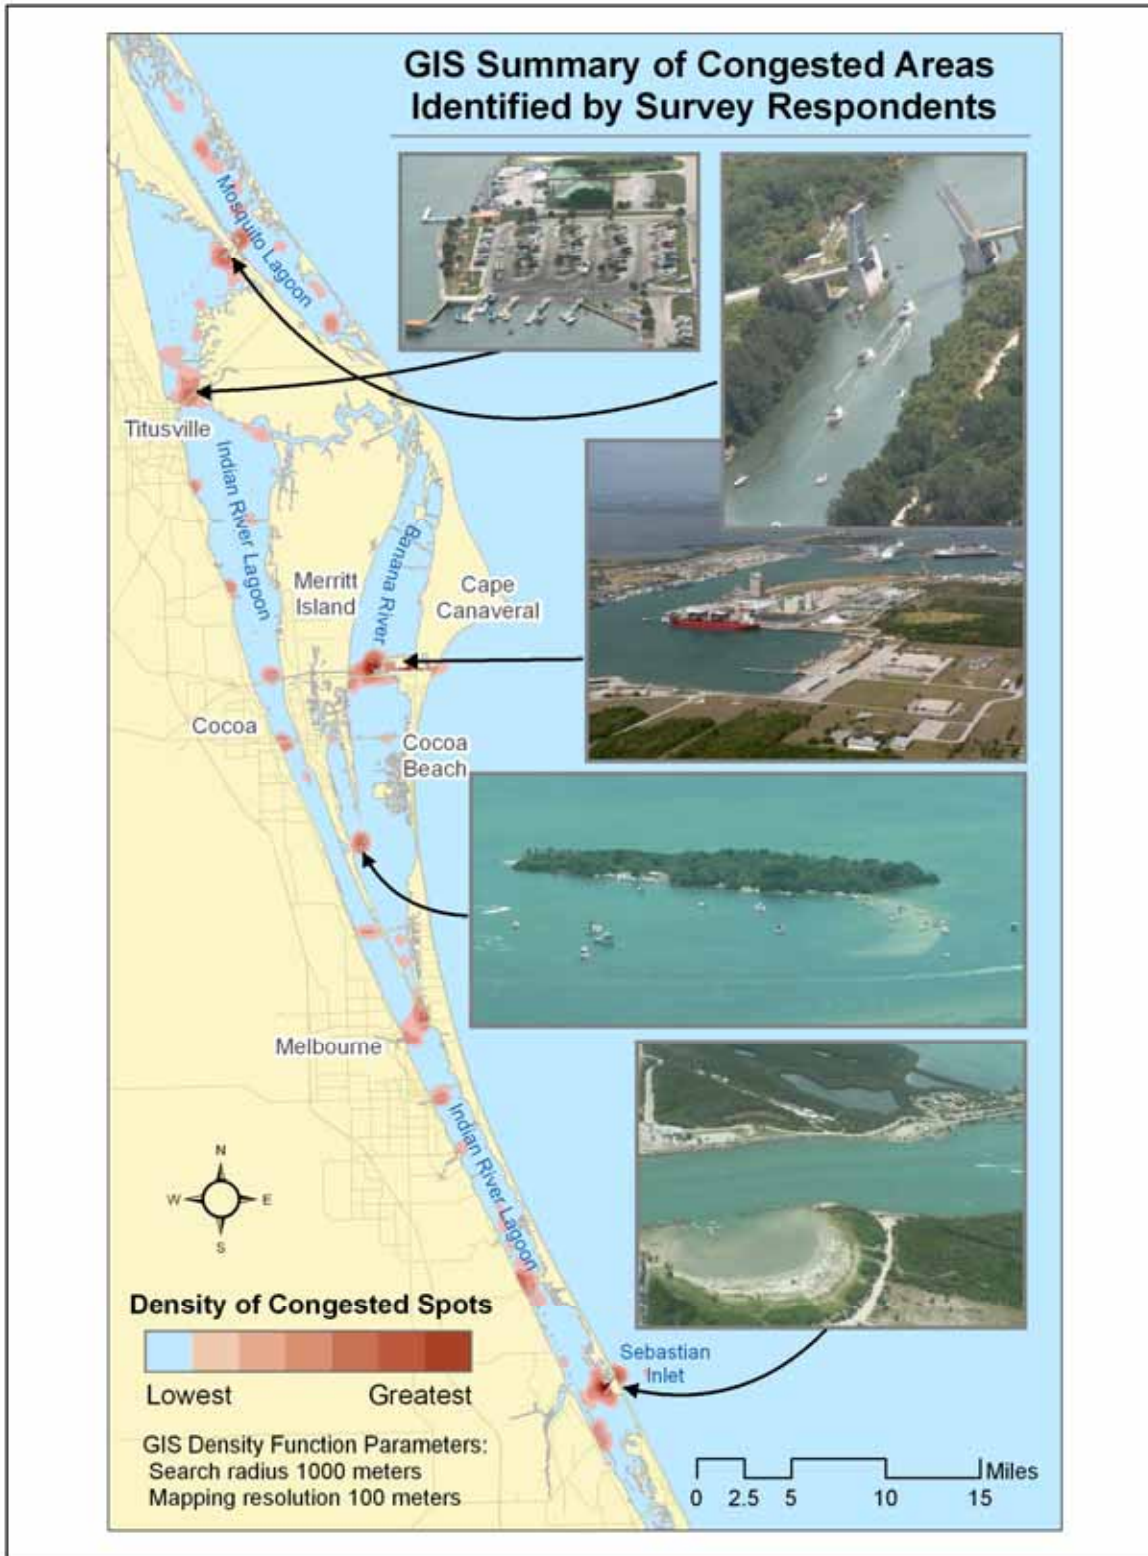 GIS Summary of Congested Areas
Identified by Survey Respondents
Mosquito Lagoon
Titusville
Indian River Lagoon
Banana River
Merritt
Island
Cape
Canaveral
Cocoa
Cocoa
Beach
Melbourne
Indian River Lagoon
N
W
E
S
Density of Congested Spots
Lowest
Greatest
Sebastian
Inlet
GIS Density Function Parameters:
Search radius 1000 meters
Mapping resolution 100 meters
Miles
0 2.5 5 10 15